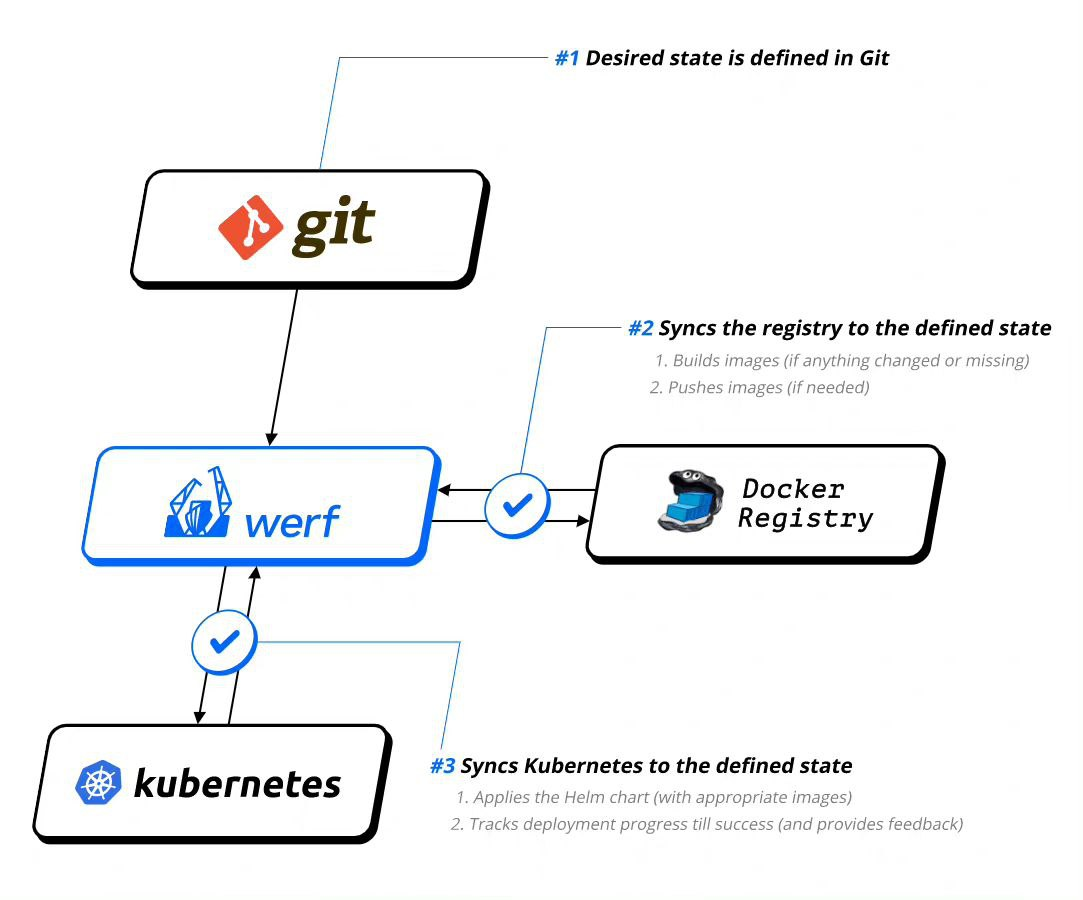 #1 Desired state is defined in Git
git
#2 Syncs the registry to the defined state
1. Builds images (if anything changed or missing)
2. Pushes images (if needed)
werf
Docker
Registry
kubernetes
#3 Syncs Kubernetes to the defined state
1. Applies the Helm chart (with appropriate images)
2. Tracks deployment progress till success (and provides feedback)